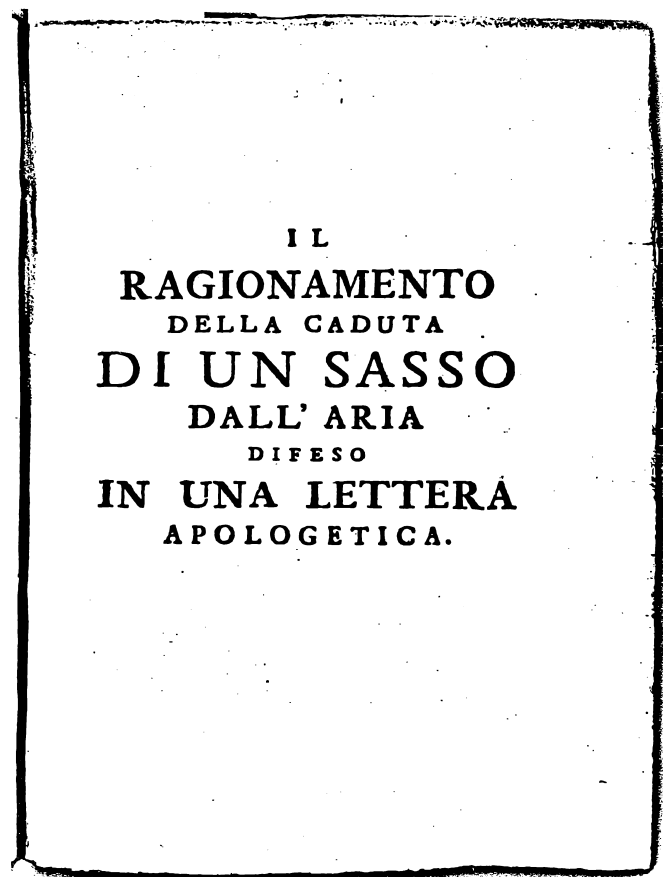 IL
RAGIONAMENTO
DELLA CADUTA
DI UN SASSO
DALL' ARIA
DIFESO
IN UNA LETTERA
APOLOGETICA.